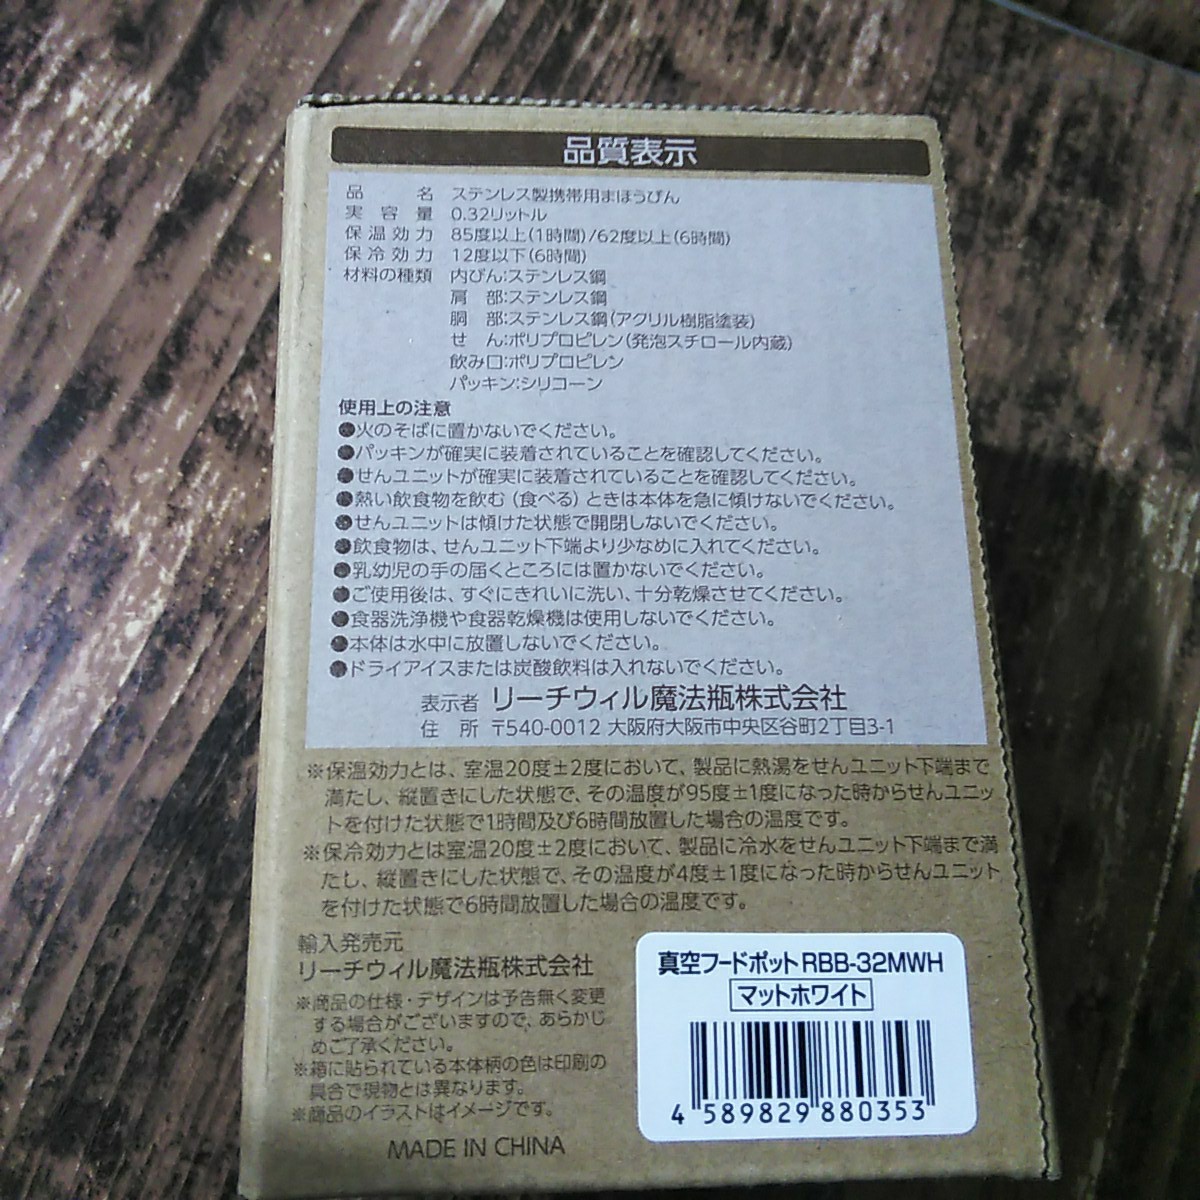 品質表示
品名 ステンレス製携帯用まほうびん
実容量 0.32リットル
保温効力 85度以上(1時間)/62度以上(6時間)
保冷効力 12度以下(6時間)
材料の種類 内びん:ステンレス鋼
肩部:ステンレス鋼
胴部:ステンレス鋼(アクリル樹脂塗装)
せん:ポリプロピレン(発泡スチロール内蔵)
飲み口:ポリプロピレン
パッキン:シリコーン
使用上の注意
●火のそばに置かないでください。
●パッキンが確実に装着されていることを確認してください。
●せんユニットが確実に装着されていることを確認してください。
●熱い飲食物を飲む(食べる)ときは本体を急に傾けないでください。
●せんユニットは傾けた状態で開閉しないでください。
●飲食物は、せんユニット下端より少なめに入れてください。
●乳幼児の手の届くところには置かないでください。
●ご使用後は、すぐにきれいに洗い、十分乾燥させてください。
●食器洗浄機や食器乾燥機は使用しないでください。
●本体は水中に放置しないでください。
●ドライアイスまたは炭酸飲料は入れないでください。
表示者 リーチウィル魔法瓶株式会社
住所 〒540-0012 大阪府大阪市中央区谷町2丁目3-1
※保温効力とは、室温20度±2度において、製品に熱湯をせんユニット下端まで
満たし、縦置きにした状態で、その温度が95度±1度になった時からせんユニッ
トを付けた状態で1時間及び6時間放置した場合の温度です。
※保冷効力とは室温20度±2度において、製品に冷水をせんユニット下端まで満
たし、縦置きにした状態で、その温度が4度±1度になった時からせんユニット
を付けた状態で6時間放置した場合の温度です。
輸入発売元
リーチウィル魔法瓶株式会社
※商品の仕様・デザインは予告無く変更
する場合がございますので、あらかじ
めご了承ください。
※箱に貼られている本体柄の色は印刷の
具合で現物とは異なります。
※商品のイラストはイメージです。
MADE IN CHINA
真空フードポット RBB-32MWH
マットホワイト
4 589829 880353